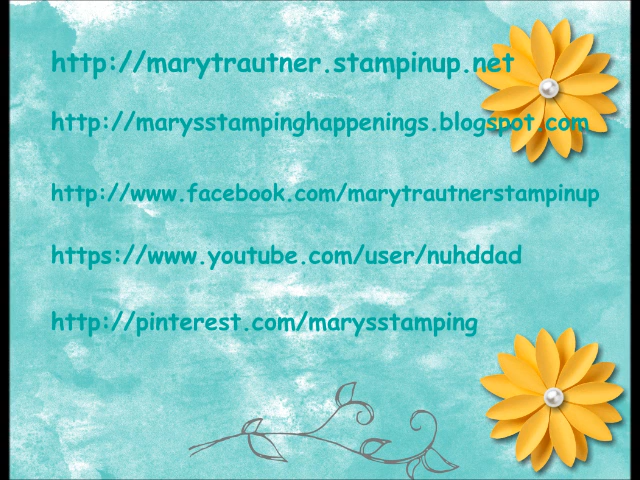 http://marytrautner.stampinup.net
http://marysstampinghappenings.blogspot.com
http://www.facebook.com/marytrautnerstampinup
https://www.youtube.com/user/nuhddad
http://pinterest.com/marysstamping